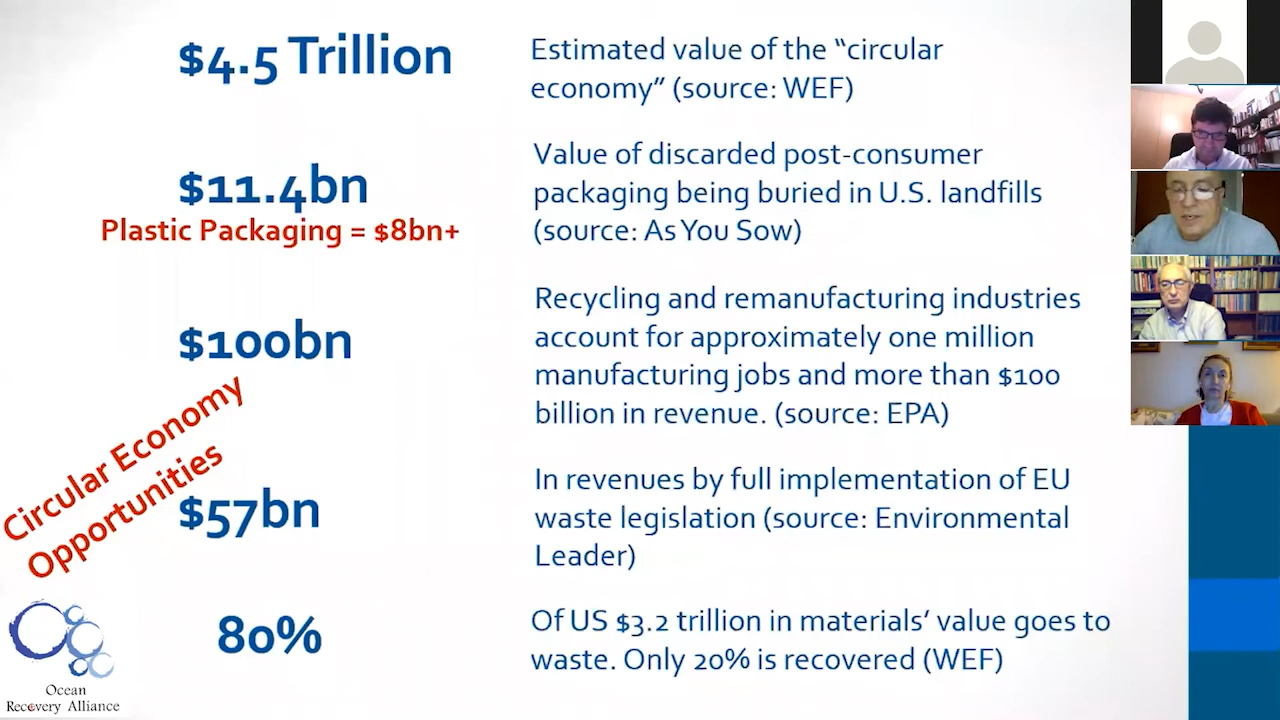 $4.5 Trillion
Estimated value of the “circular
economy” (source: WEF)
$11.4bn
Plastic Packaging = $8bn+
Value of discarded post-consumer
packaging being buried in U.S. landfills
(source: As You Sow)
$100bn
Recycling and remanufacturing industries
account for approximately one million
manufacturing jobs and more than $100
billion in revenue. (source: EPA)
Circular Economy
Opportunities
$57bn
In revenues by full implementation of EU
waste legislation (source: Environmental
Leader)
80%
Of US $3.2 trillion in materials’ value goes to
waste. Only 20% is recovered (WEF)
Ocean
Recovery Alliance